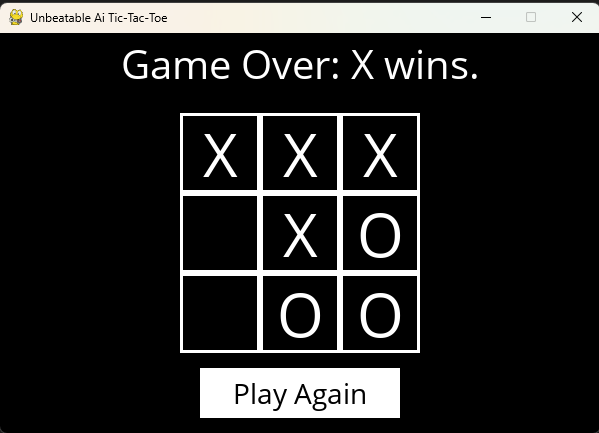 Unbeatable Ai Tic-Tac-Toe
Game Over: X wins.
X X X
X O
O O
Play Again